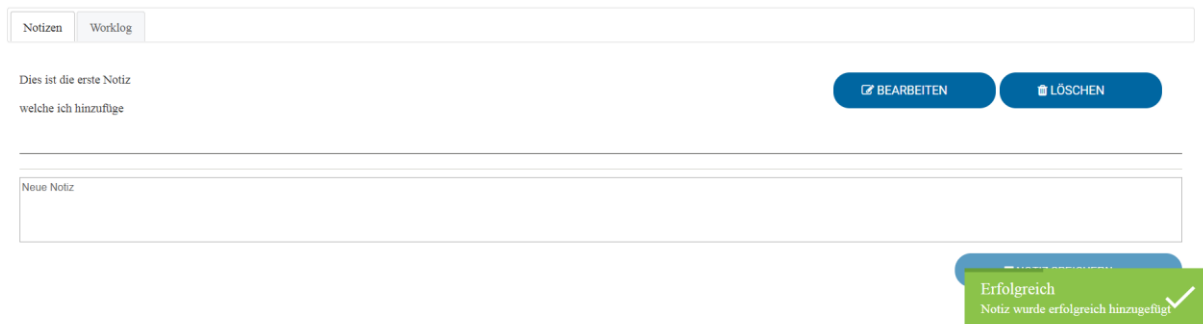 Notizen
Worklog
Dies ist die erste Notiz
BEARBEITEN
LÖSCHEN
welche ich hinzufüge
Neue Notiz
Erfolgreich
Notiz wurde erfolgreich hinzugefügt